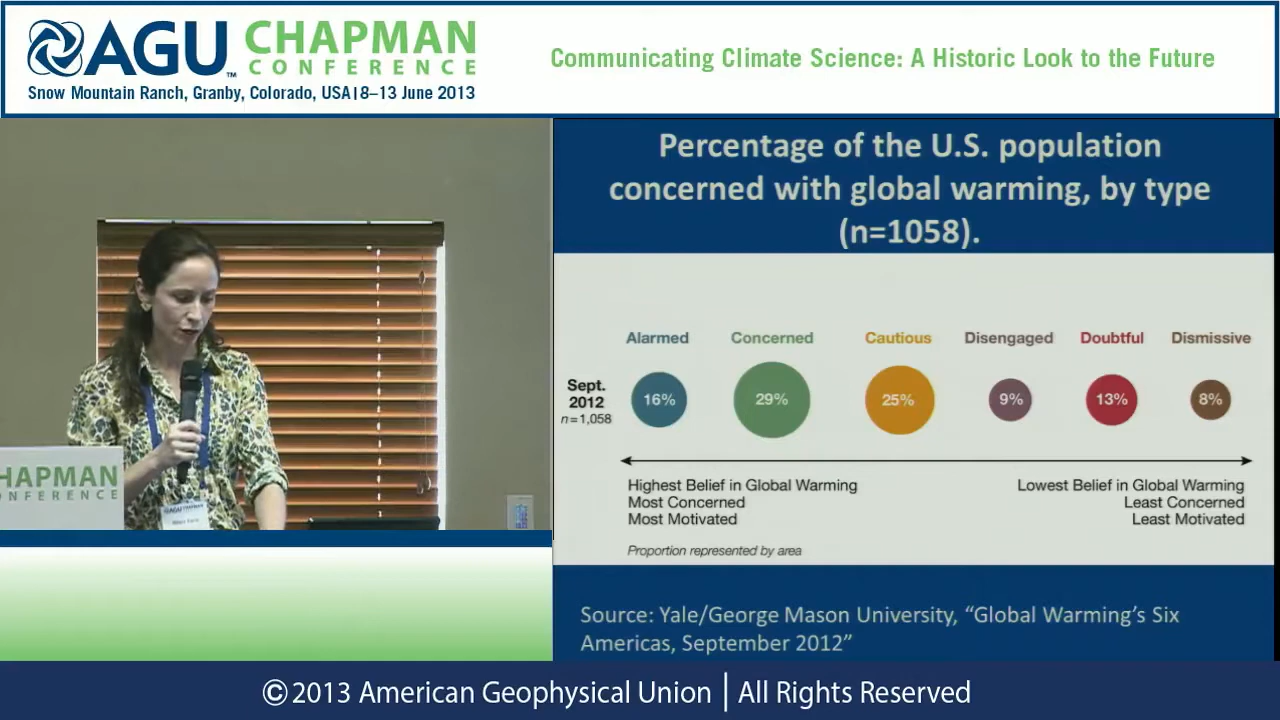 AGU™ CHAPMAN
CONFERENCE
Snow Mountain Ranch, Granby, Colorado, USA|8–13 June 2013
Communicating Climate Science: A Historic Look to the Future
Percentage of the U.S. population
concerned with global warming, by type
(n=1058).
Alarmed Concerned Cautious Disengaged Doubtful Dismissive
Sept.
2012
n=1,058
16% 29% 25% 9% 13% 8%
Highest Belief in Global Warming
Most Concerned
Most Motivated
Lowest Belief in Global Warming
Least Concerned
Least Motivated
Proportion represented by area
Source: Yale/George Mason University, “Global Warming’s Six
Americas, September 2012”
CHAPMAN
CONFERENCE
CHAPMAN
©2013 American Geophysical Union | All Rights Reserved